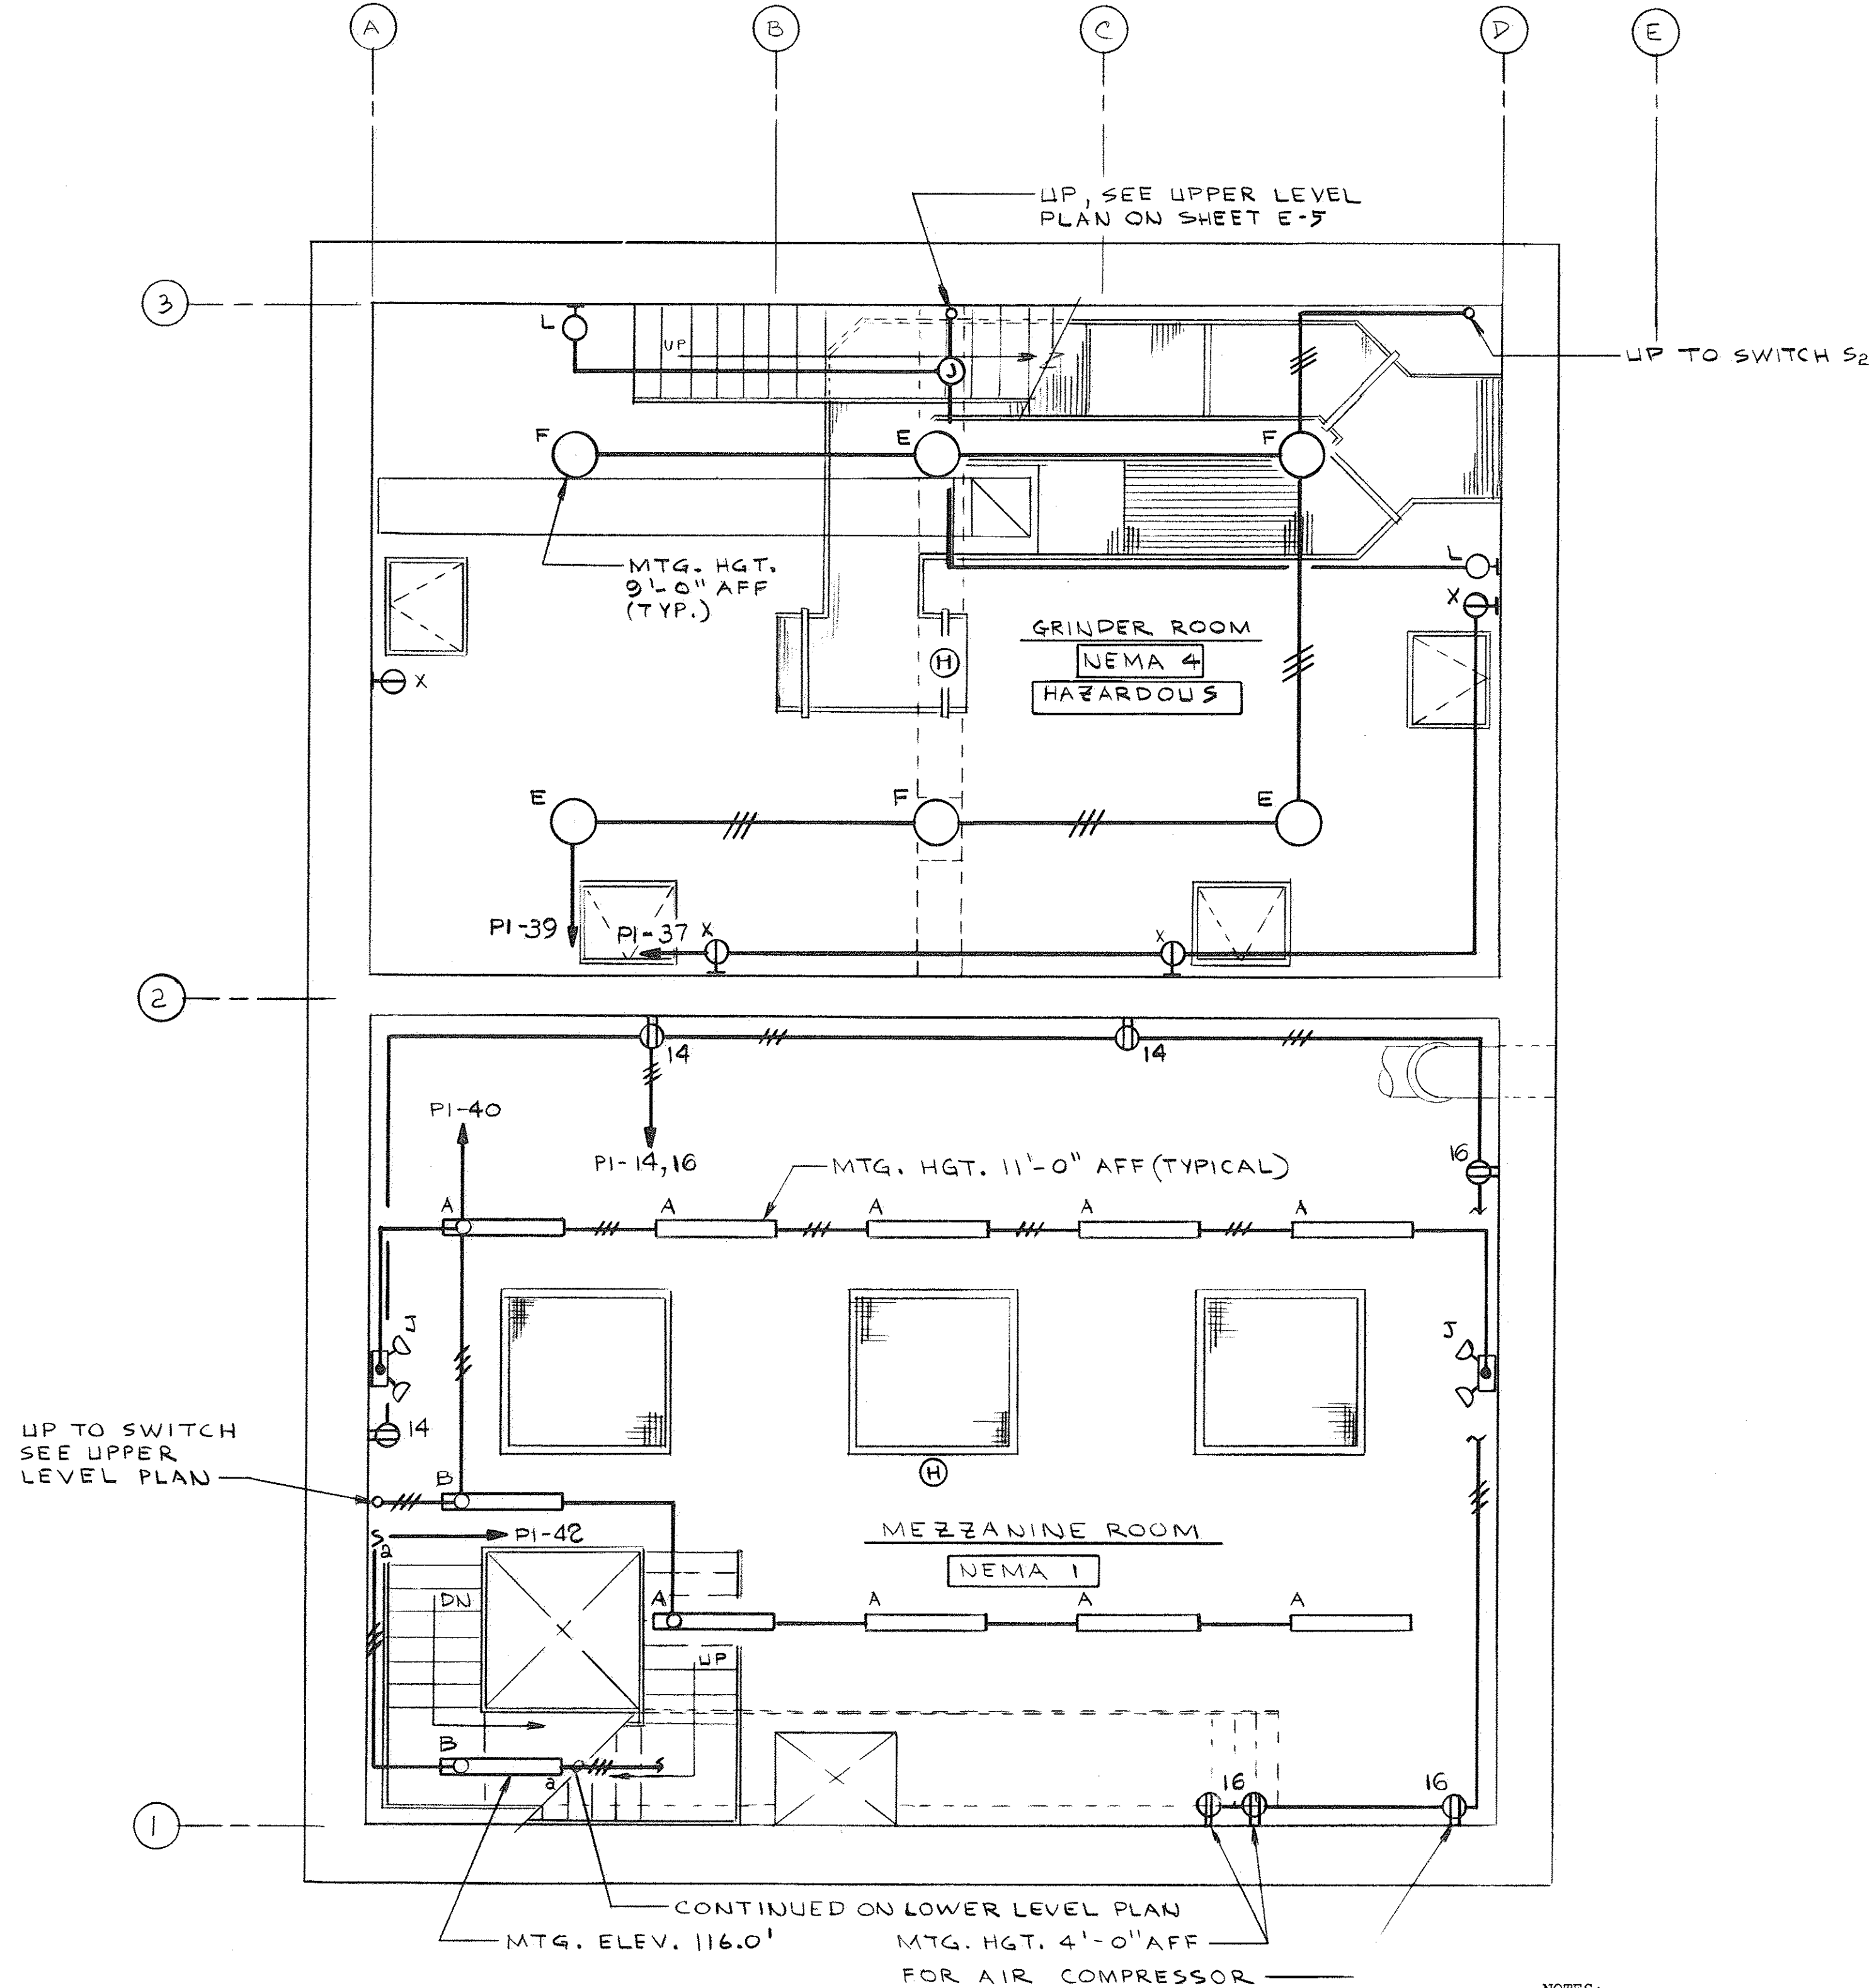 A
B
C
D
E
UP, SEE UPPER LEVEL
PLAN ON SHEET E-5
3
L
UP
J
UP TO SWITCH S2
F
E
F
MTG. HGT.
9'-0" AFF
(TYP.)
L
X
GRINDER ROOM
NEMA 4
HAZARDOUS
H
X
E
F
E
P1-39
P1-37
X
X
2
14
14
P1-40
P1-14,16
MTG. HGT. 11'-0" AFF (TYPICAL)
16
A
A
A
A
A
J
J
14
UP TO SWITCH
SEE UPPER
LEVEL PLAN
B
H
S
a
P1-42
MEZZANINE ROOM
NEMA 1
DN
A
A
A
A
UP
B
a
S
16
16
1
CONTINUED ON LOWER LEVEL PLAN
MTG. ELEV. 116.0'
MTG. HGT. 4'-0" AFF
FOR AIR COMPRESSOR
NOTES: